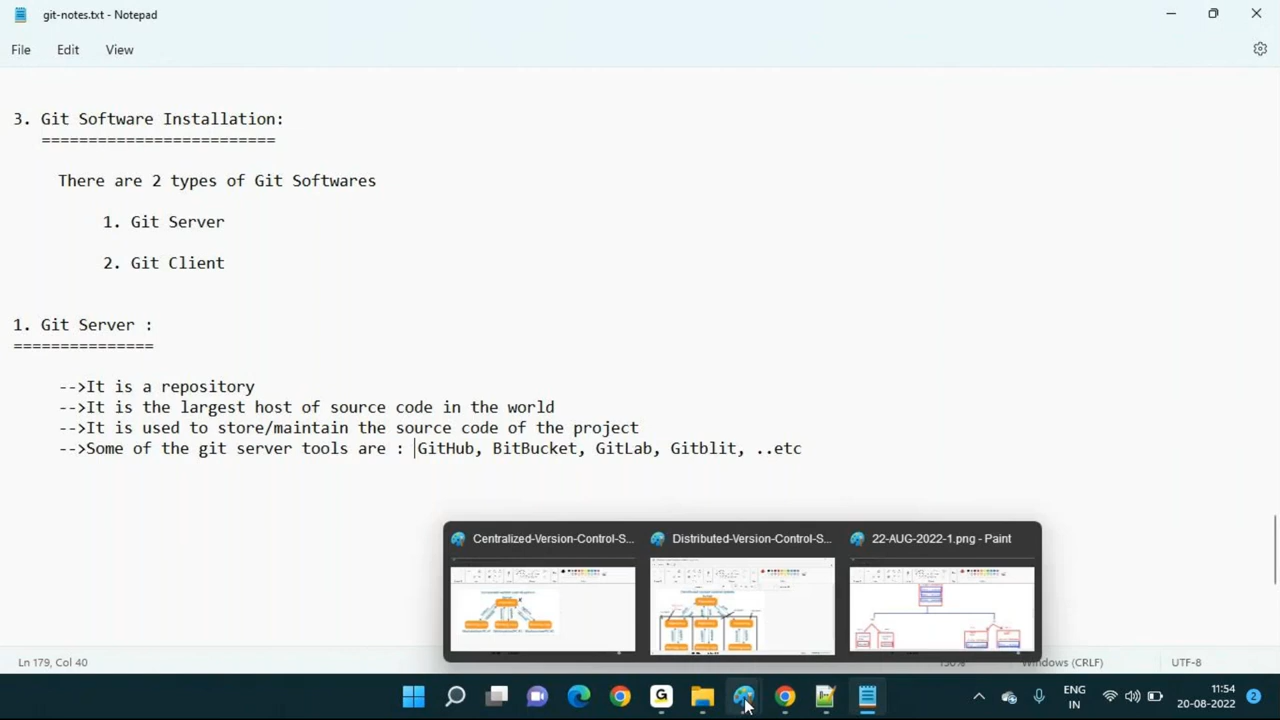 git-notes.txt - Notepad
File Edit View
3. Git Software Installation:
=========================
There are 2 types of Git Softwares
1. Git Server
2. Git Client
1. Git Server :
===============
-->It is a repository
-->It is the largest host of source code in the world
-->It is used to store/maintain the source code of the project
-->Some of the git server tools are : GitHub, BitBucket, GitLab, Gitblit, ..etc
Centralized-Version-Control-S... Distributed-Version-Control-S... 22-AUG-2022-1.png - Paint
Ln 179, Col 40 150% Windows (CRLF) UTF-8
ENG 11:54
IN 20-08-2022 2